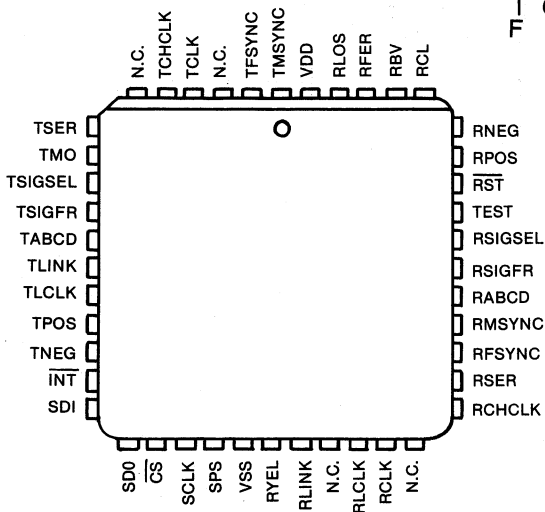 F
N.C.
TCHCLK
TCLK
N.C.
TFSYNC
TMSYNC
VDD
RLOS
RFER
RBV
RCL
TSER
TMO
TSIGSEL
TSIGFR
TABCD
TLINK
TLCLK
TPOS
TNEG
INT
SDI
RNEG
RPOS
RST
TEST
RSIGSEL
RSIGFR
RABCD
RMSYNC
RFSYNC
RSER
RCHCLK
SD0
CS
SCLK
SPS
VSS
RYEL
RLINK
N.C.
RLCLK
RCLK
N.C.